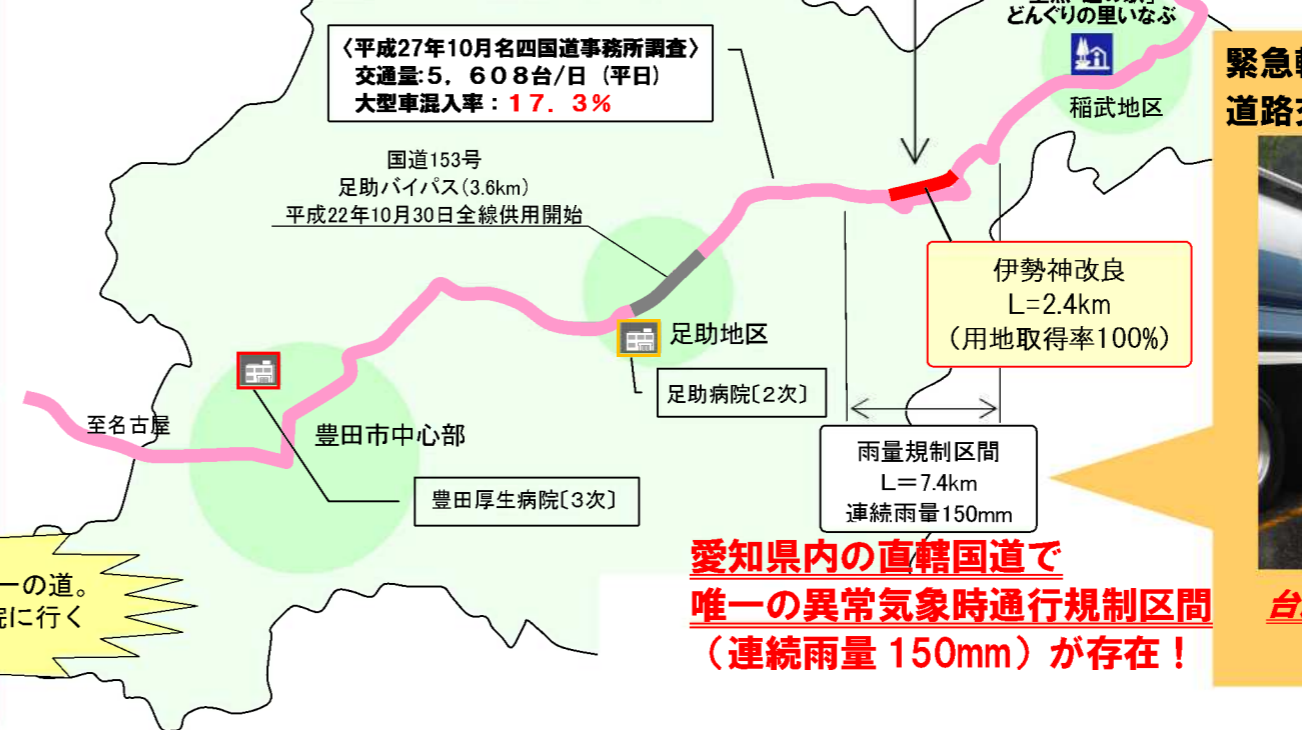 どんぐりの里いなぶ
稲武地区
〈平成27年10月名四国道事務所調査〉
交通量:5，608台/日（平日）
大型車混入率：17．3%
国道153号
足助バイパス(3.6km)
平成22年10月30日全線供用開始
緊急
道路
伊勢神改良
L=2.4km
（用地取得率100%）
足助地区
足助病院〔2次〕
至名古屋
豊田市中心部
豊田厚生病院〔3次〕
雨量規制区間
L＝7.4km
連続雨量150mm
愛知県内の直轄国道で
唯一の異常気象時通行規制区間
（連続雨量 150mm）が存在！
一の道。
院に行く
台